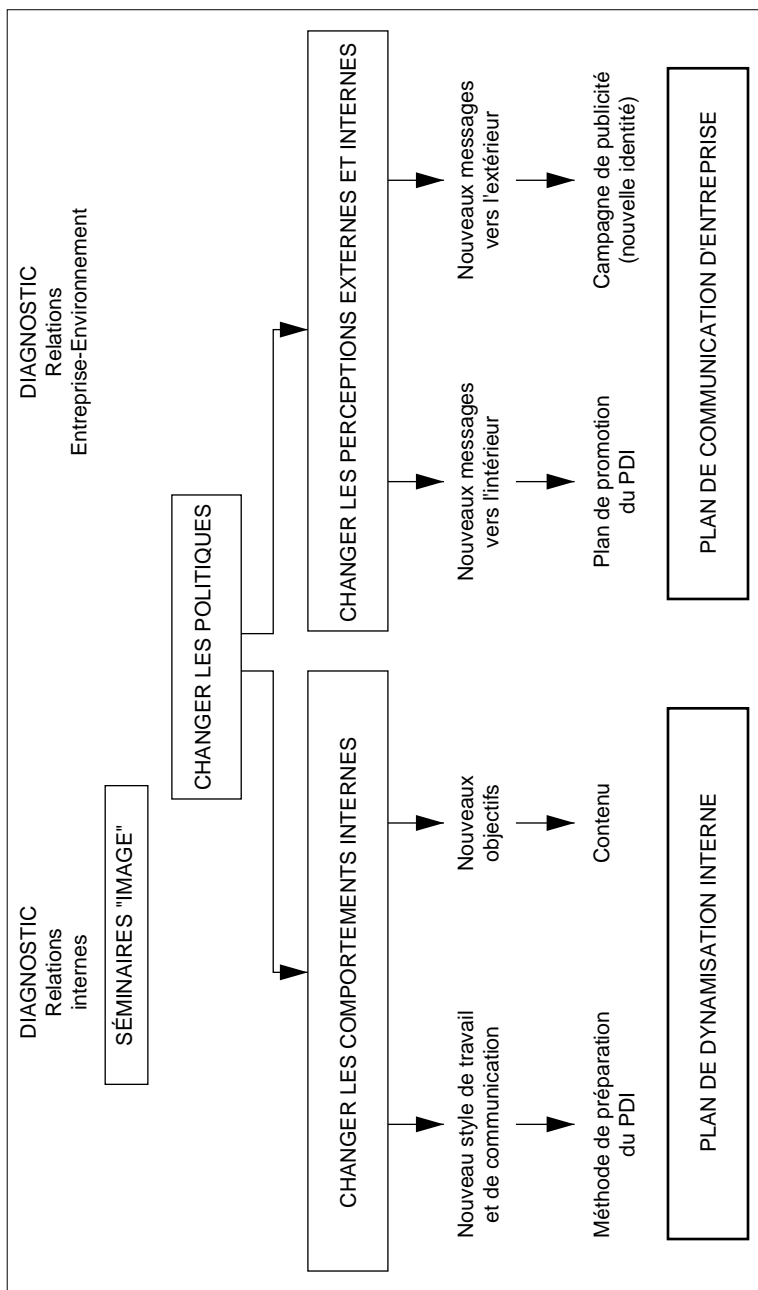 DIAGNOSTIC
Relations
internes
DIAGNOSTIC
Relations
Entreprise-Environnement
SÉMINAIRES "IMAGE"
CHANGER LES POLITIQUES
CHANGER LES COMPORTEMENTS INTERNES
CHANGER LES PERCEPTIONS EXTERNES ET INTERNES
Nouveau style de travail
et de communication
Nouveaux
objectifs
Nouveaux messages
vers l'intérieur
Nouveaux messages
vers l'extérieur
Méthode de préparation
du PDI
Contenu
Plan de promotion
du PDI
Campagne de publicité
(nouvelle identité)
PLAN DE DYNAMISATION INTERNE
PLAN DE COMMUNICATION D'ENTREPRISE